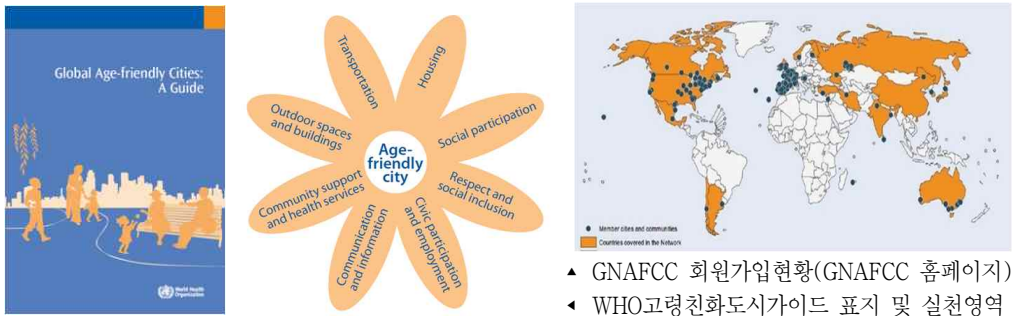 Global Age-friendly Cities:
A Guide
World Health
Organization
Transportation
Housing
Outdoor spaces
and buildings
Social participation
Age-
friendly
city
Community support
and health services
Respect and
social inclusion
Communication
and information
Civic participation
and employment
Member cities and communities
Countries covered in the Network
▲ GNAFCC 회원가입현황(GNAFCC 홈페이지)
◀ WHO고령친화도시가이드 표지 및 실천영역